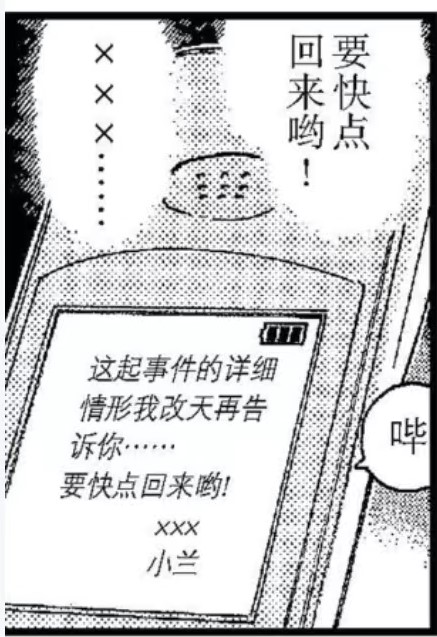 要快点
回来哟!
×××……
这起事件的详细
情形我改天再告
诉你……
要快点回来哟!
xxx
小兰
哔